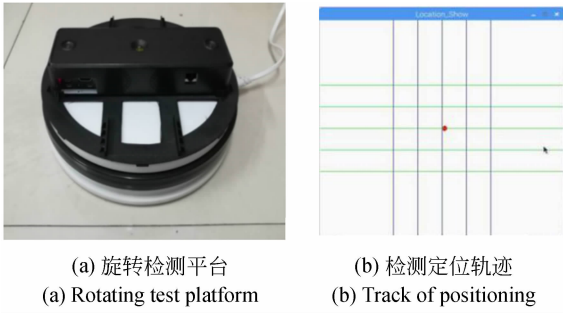 Location_Show
(a) 旋转检测平台
(b) 检测定位轨迹
(a) Rotating test platform
(b) Track of positioning